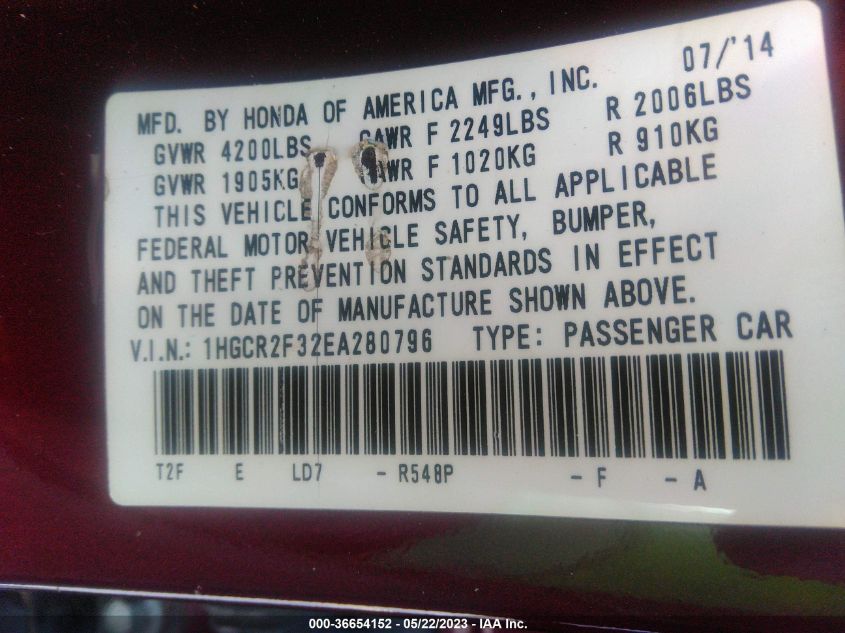 07/'14
MFD. BY HONDA OF AMERICA MFG., INC.
GVWR 4200LBS GAWR F 2249LBS R 2006LBS
GVWR 1905KG GAWR F 1020KG R 910KG
THIS VEHICLE CONFORMS TO ALL APPLICABLE
FEDERAL MOTOR VEHICLE SAFETY, BUMPER,
AND THEFT PREVENTION STANDARDS IN EFFECT
ON THE DATE OF MANUFACTURE SHOWN ABOVE.
V.I.N.: 1HGCR2F32EA280796 TYPE: PASSENGER CAR
T2F E LD7 - R548P - F - A
000-36654152 - 05/22/2023 - IAA Inc.